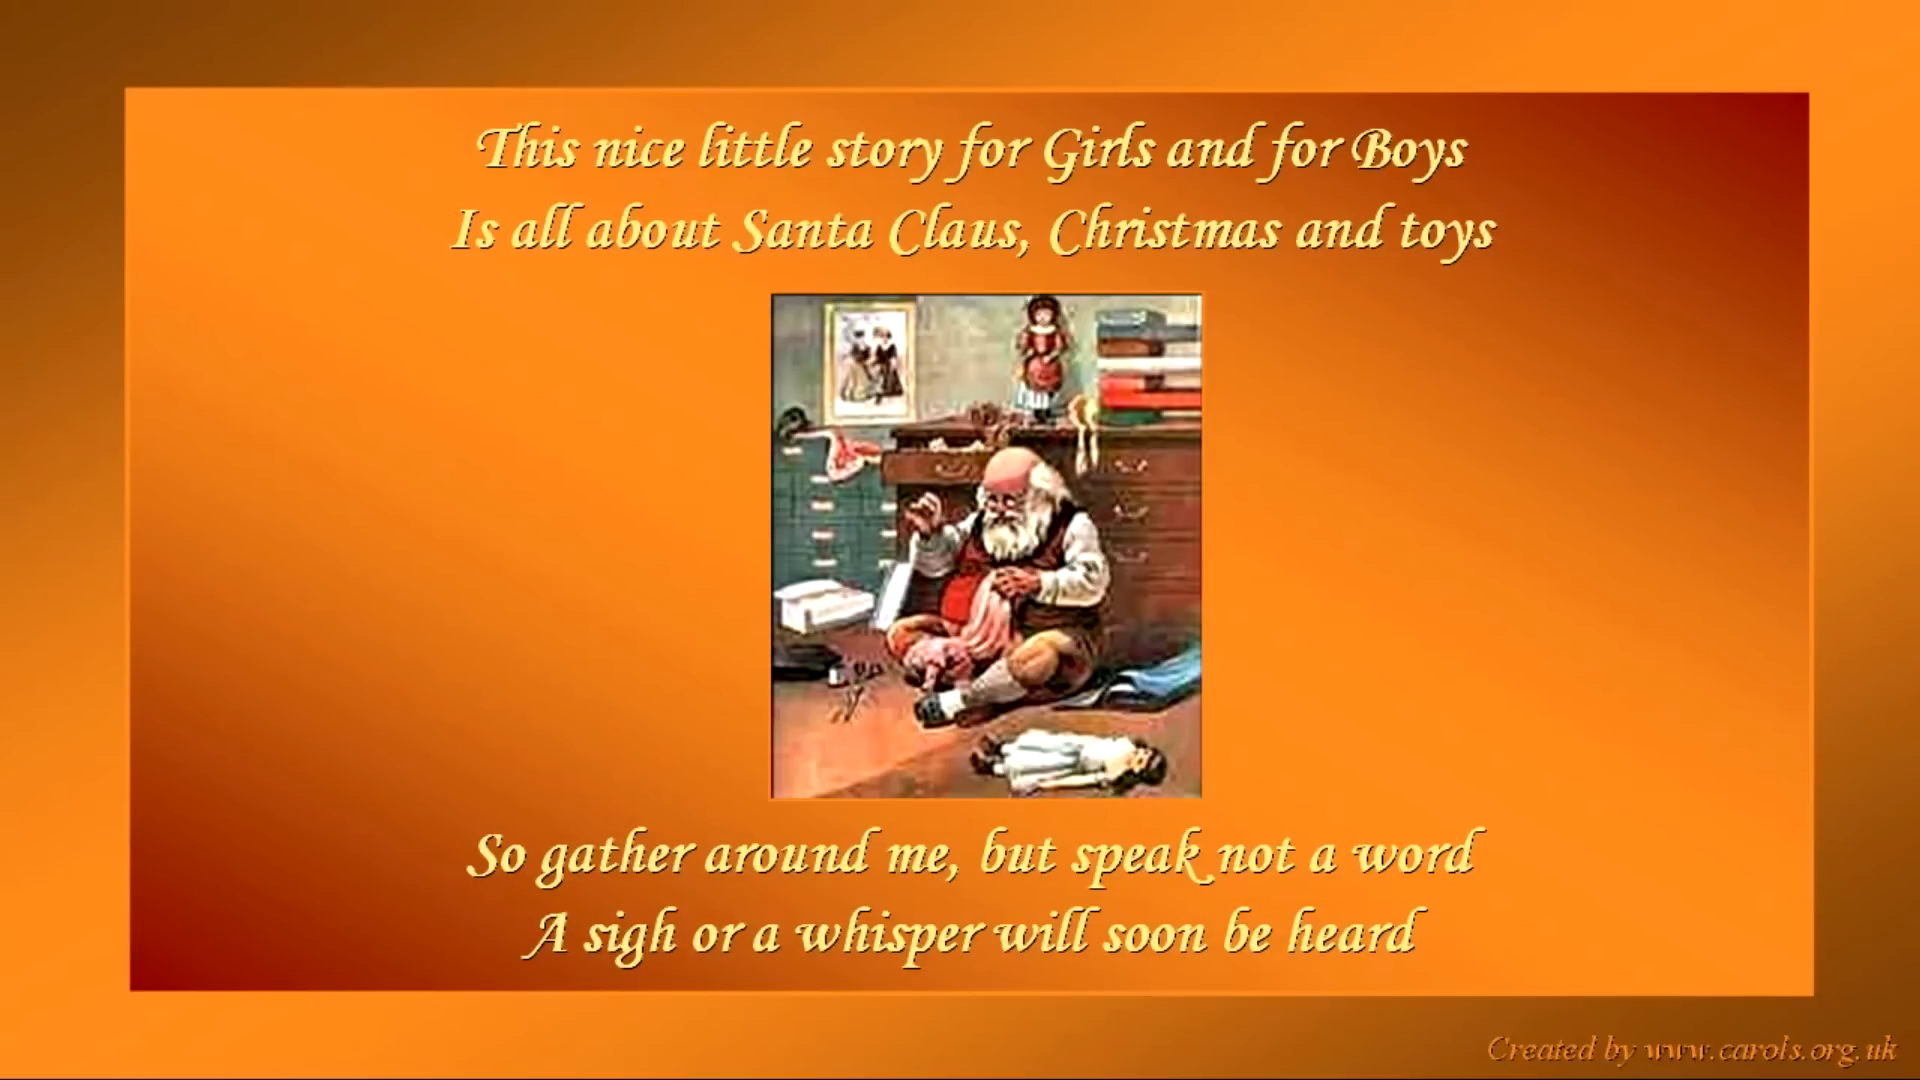 This nice little story for Girls and for Boys
Is all about Santa Claus, Christmas and toys
So gather around me, but speak not a word
A sigh or a whisper will soon be heard
Created by www.carols.org.uk